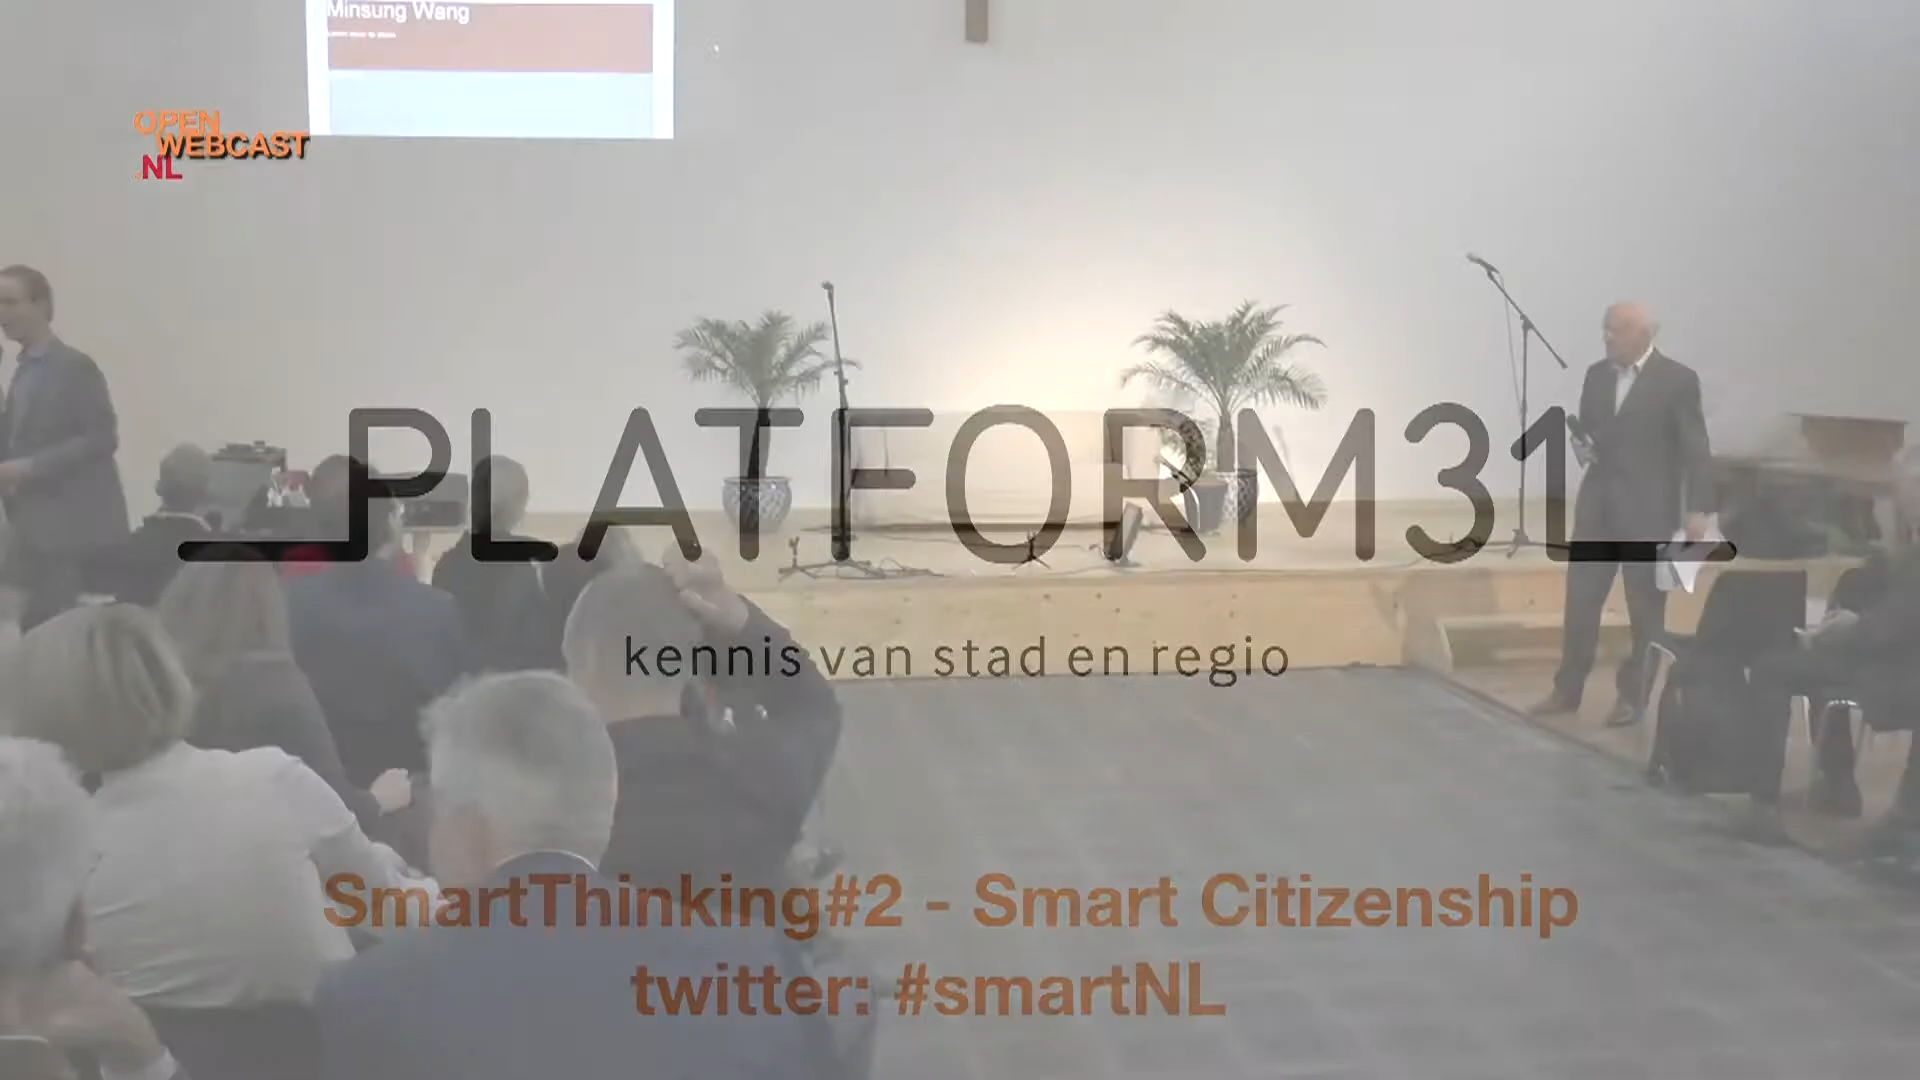 Minsung Wang
OPEN
WEBCAST
.NL
PLATFORM31
kennis van stad en regio
SmartThinking#2 - Smart Citizenship
twitter: #smartNL